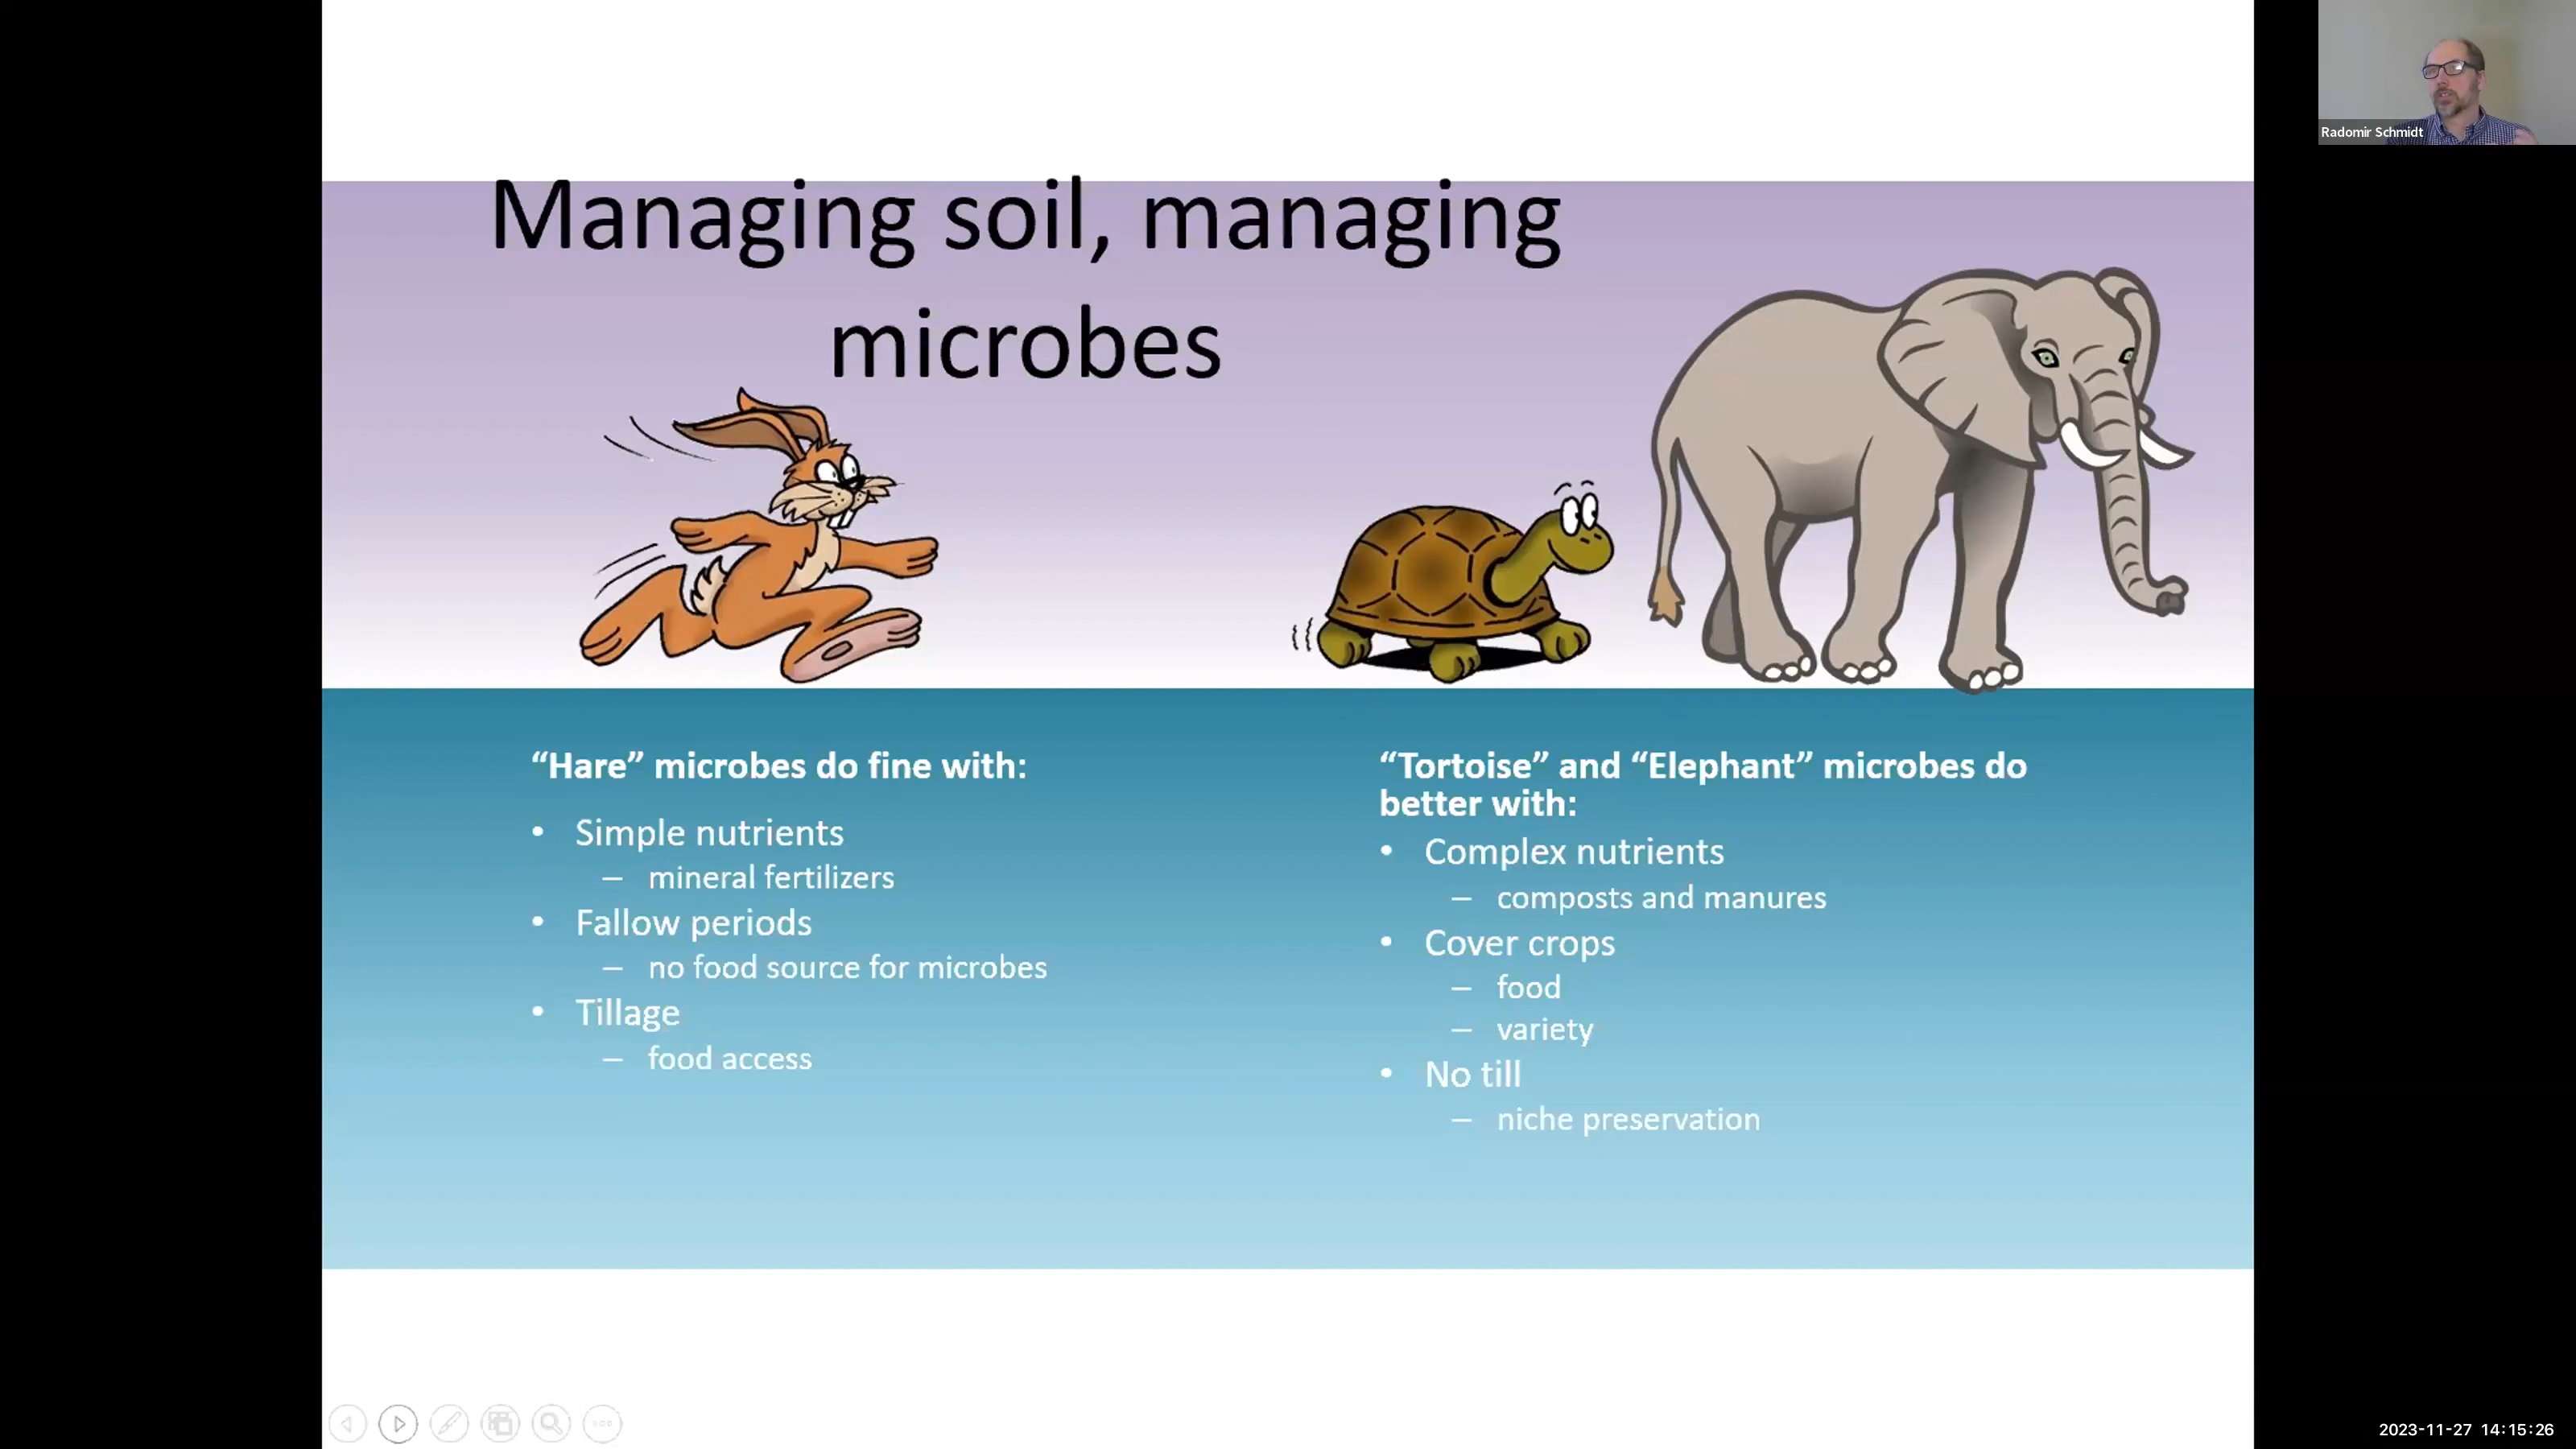 Managing soil, managing
microbes
“Hare” microbes do fine with:
• Simple nutrients
– mineral fertilizers
• Fallow periods
– no food source for microbes
• Tillage
– food access
“Tortoise” and “Elephant” microbes do
better with:
• Complex nutrients
– composts and manures
• Cover crops
– food
– variety
• No till
– niche preservation
Radomir Schmidt
2023-11-27 14:15:26